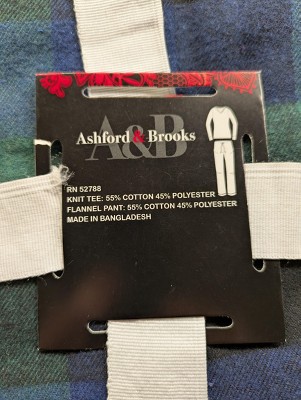 A&B
Ashford & Brooks
RN 52788
KNIT TEE: 55% COTTON 45% POLYESTER
FLANNEL PANT: 55% COTTON 45% POLYESTER
MADE IN BANGLADESH